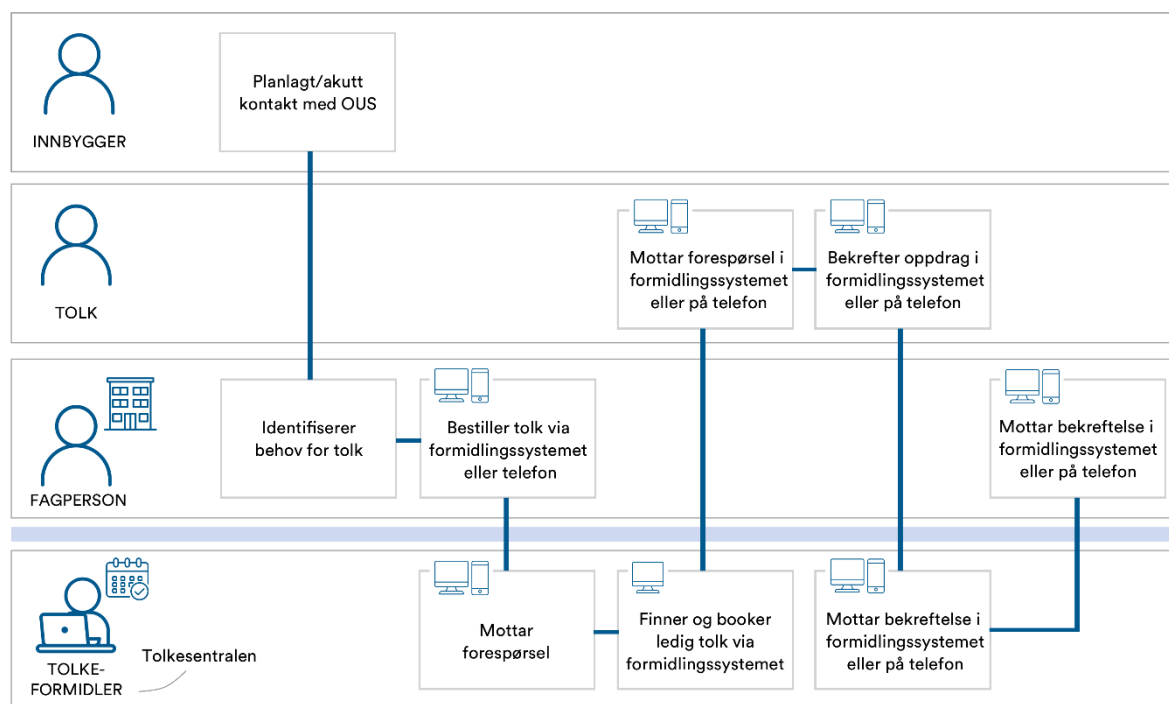 Planlagt/akutt
kontakt med OUS
INNBYGGER
Mottar forespørsel i
formidlingssystemet
eller på telefon
Bekrefter oppdrag i
formidlingssystemet
eller på telefon
TOLK
Identifiserer
behov for tolk
Bestiller tolk via
formidlingssystemet
eller telefon
Mottar bekreftelse i
formidlingssystemet
eller på telefon
FAGPERSON
Mottar
forespørsel
Finner og booker
ledig tolk via
formidlingssystemet
Mottar bekreftelse i
formidlingssystemet
eller på telefon
Tolkesentralen
TOLKE-
FORMIDLER